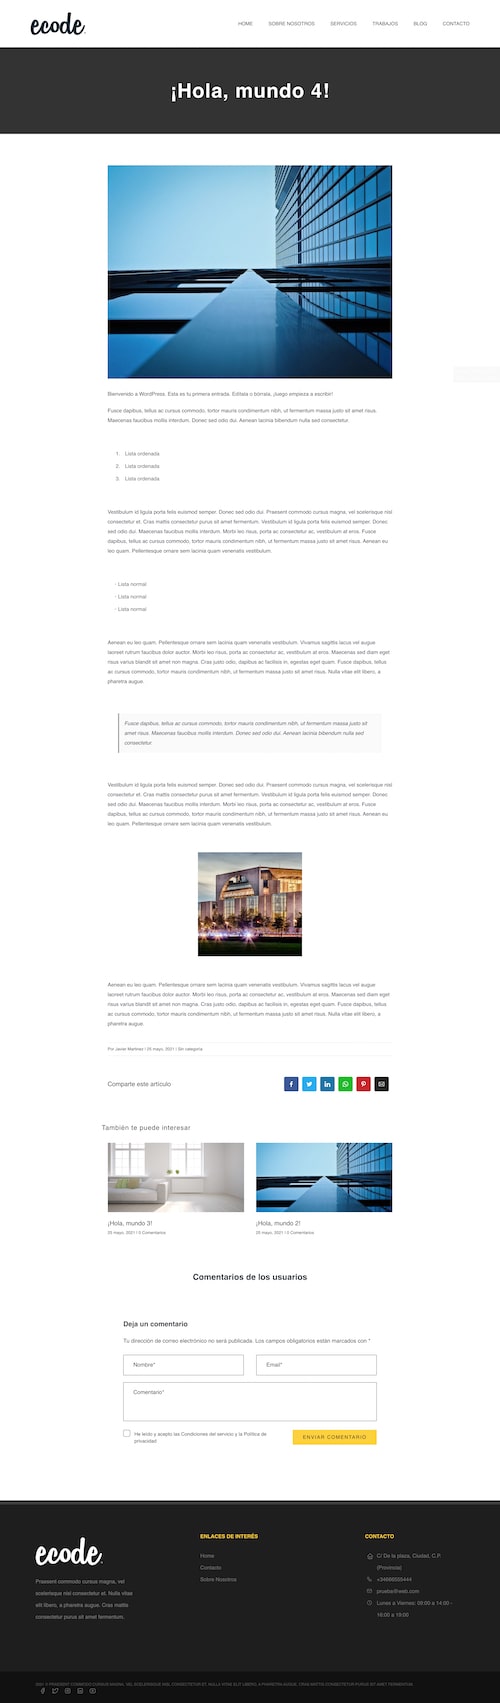 ecode.
HOME SOBRE NOSOTROS SERVICIOS TRABAJOS BLOG CONTACTO
¡Hola, mundo 4!
Bienvenido a WordPress. Esta es tu primera entrada. Edítala o bórrala, ¡luego empieza a escribir!
Fusce dapibus, tellus ac cursus commodo, tortor mauris condimentum nibh, ut fermentum massa justo sit amet risus.
Maecenas faucibus mollis interdum. Donec sed odio dui. Aenean lacinia bibendum nulla sed consectetur.
1. Lista ordenada
2. Lista ordenada
3. Lista ordenada
Vestibulum id ligula porta felis euismod semper. Donec sed odio dui. Praesent commodo cursus magna, vel scelerisque nisl
consectetur et. Cras mattis consectetur purus sit amet fermentum. Vestibulum id ligula porta felis euismod semper. Donec
sed odio dui. Maecenas faucibus mollis interdum. Morbi leo risus, porta ac consectetur ac, vestibulum at eros. Fusce
dapibus, tellus ac cursus commodo, tortor mauris condimentum nibh, ut fermentum massa justo sit amet risus. Aenean eu
leo quam. Pellentesque ornare sem lacinia quam venenatis vestibulum.
· Lista normal
· Lista normal
· Lista normal
Aenean eu leo quam. Pellentesque ornare sem lacinia quam venenatis vestibulum. Vivamus sagittis lacus vel augue
laoreet rutrum faucibus dolor auctor. Morbi leo risus, porta ac consectetur ac, vestibulum at eros. Maecenas sed diam eget
risus varius blandit sit amet non magna. Cras justo odio, dapibus ac facilisis in, egestas eget quam. Fusce dapibus, tellus
ac cursus commodo, tortor mauris condimentum nibh, ut fermentum massa justo sit amet risus. Nulla vitae elit libero, a
pharetra augue.
Fusce dapibus, tellus ac cursus commodo, tortor mauris condimentum nibh, ut fermentum massa justo sit
amet risus. Maecenas faucibus mollis interdum. Donec sed odio dui. Aenean lacinia bibendum nulla sed
consectetur.
Vestibulum id ligula porta felis euismod semper. Donec sed odio dui. Praesent commodo cursus magna, vel scelerisque nisl
consectetur et. Cras mattis consectetur purus sit amet fermentum. Vestibulum id ligula porta felis euismod semper. Donec
sed odio dui. Maecenas faucibus mollis interdum. Morbi leo risus, porta ac consectetur ac, vestibulum at eros. Fusce
dapibus, tellus ac cursus commodo, tortor mauris condimentum nibh, ut fermentum massa justo sit amet risus. Aenean eu
leo quam. Pellentesque ornare sem lacinia quam venenatis vestibulum.
Aenean eu leo quam. Pellentesque ornare sem lacinia quam venenatis vestibulum. Vivamus sagittis lacus vel augue
laoreet rutrum faucibus dolor auctor. Morbi leo risus, porta ac consectetur ac, vestibulum at eros. Maecenas sed diam eget
risus varius blandit sit amet non magna. Cras justo odio, dapibus ac facilisis in, egestas eget quam. Fusce dapibus, tellus
ac cursus commodo, tortor mauris condimentum nibh, ut fermentum massa justo sit amet risus. Nulla vitae elit libero, a
pharetra augue.
Por Javier Martínez | 25 mayo, 2021 | Sin categoría
Comparte este artículo
También te puede interesar
¡Hola, mundo 3!
¡Hola, mundo 2!
25 mayo, 2021 | 0 Comentarios
25 mayo, 2021 | 0 Comentarios
Comentarios de los usuarios
Deja un comentario
Tu dirección de correo electrónico no será publicada. Los campos obligatorios están marcados con *
Nombre*
Email*
Comentario*
He leído y acepto las Condiciones del servicio y la Política de
privacidad
ENVIAR COMENTARIO
ecode.
Praesent commodo cursus magna, vel
scelerisque nisl consectetur et. Nulla vitae
elit libero, a pharetra augue. Cras mattis
consectetur purus sit amet fermentum.
ENLACES DE INTERÉS
Home
Contacto
Sobre Nosotros
CONTACTO
C/ De la plaza, Ciudad, C.P.
(Provincia)
+34666555444
prueba@web.com
Lunes a Viernes: 09:00 a 14:00 -
16:00 a 19:00
2021 © PRAESENT COMMODO CURSUS MAGNA, VEL SCELERISQUE NISL CONSECTETUR ET. NULLA VITAE ELIT LIBERO, A PHARETRA AUGUE. CRAS MATTIS CONSECTETUR PURUS SIT AMET FERMENTUM.